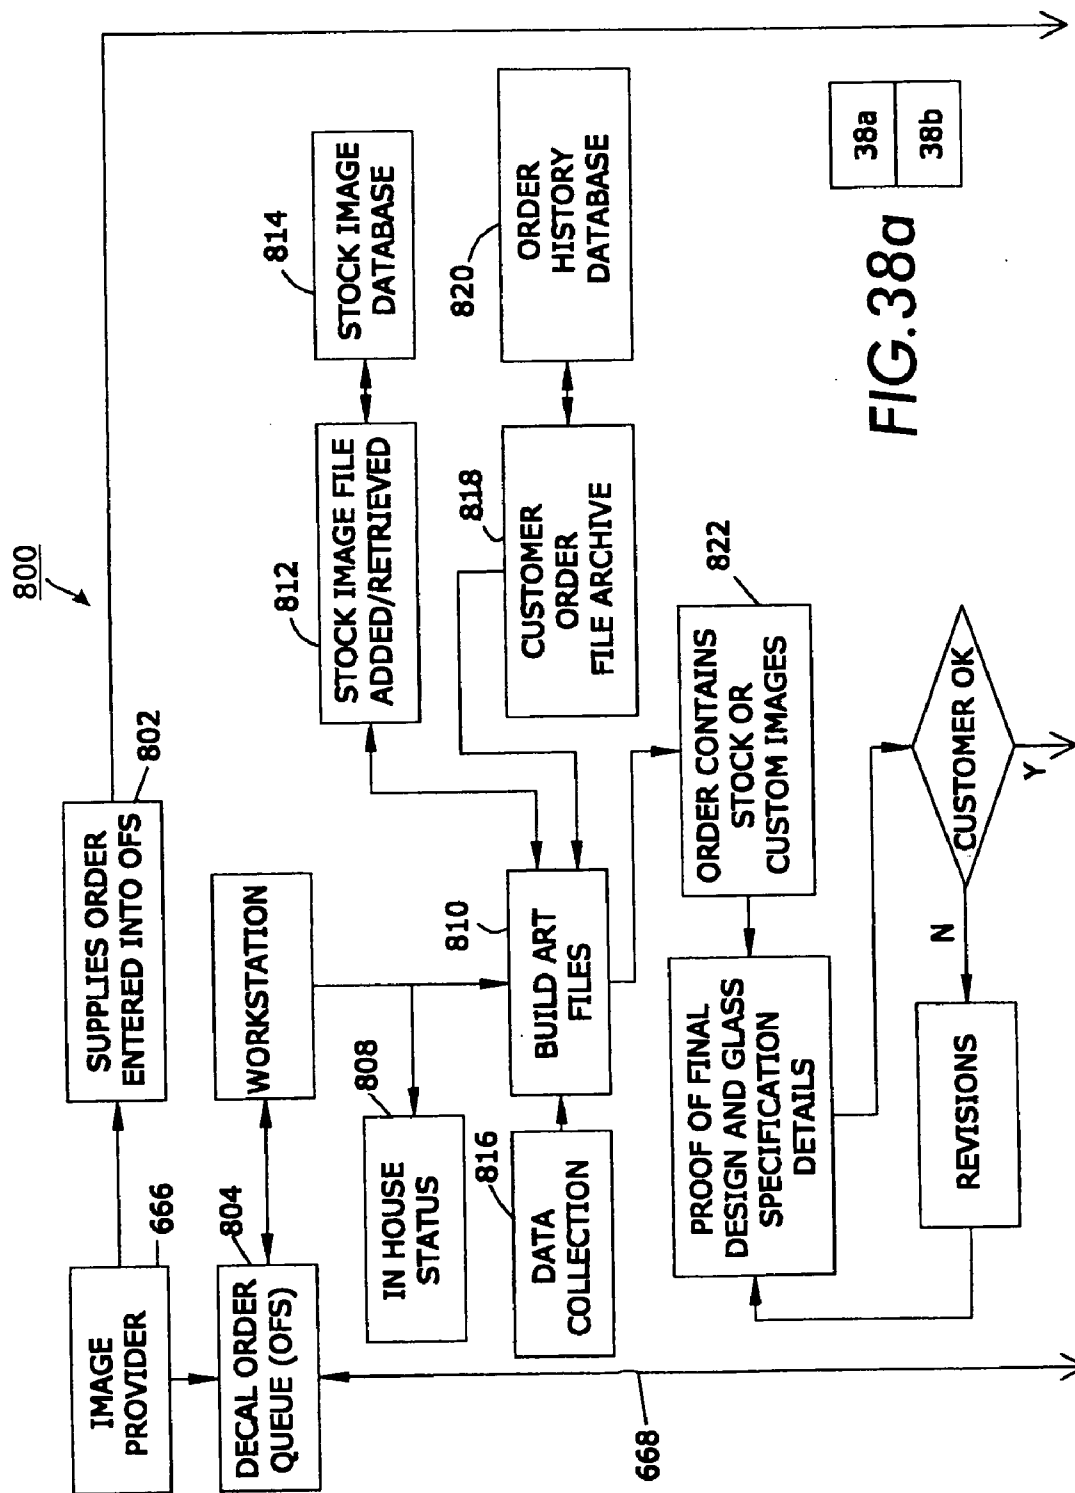 800
IMAGE
PROVIDER
666
SUPPLIES ORDER
ENTERED INTO OFS
802
DECAL ORDER
QUEUE (OFS)
804
WORKSTATION
IN HOUSE
STATUS
808
STOCK IMAGE FILE
ADDED/RETRIEVED
812
STOCK IMAGE
DATABASE
814
DATA
COLLECTION
816
BUILD ART
FILES
810
CUSTOMER
ORDER
FILE ARCHIVE
818
ORDER
HISTORY
DATABASE
820
668
PROOF OF FINAL
DESIGN AND GLASS
SPECIFICATION
DETAILS
ORDER CONTAINS
STOCK OR
CUSTOM IMAGES
822
REVISIONS
N
CUSTOMER OK
Y
FIG.38a
38a
38b